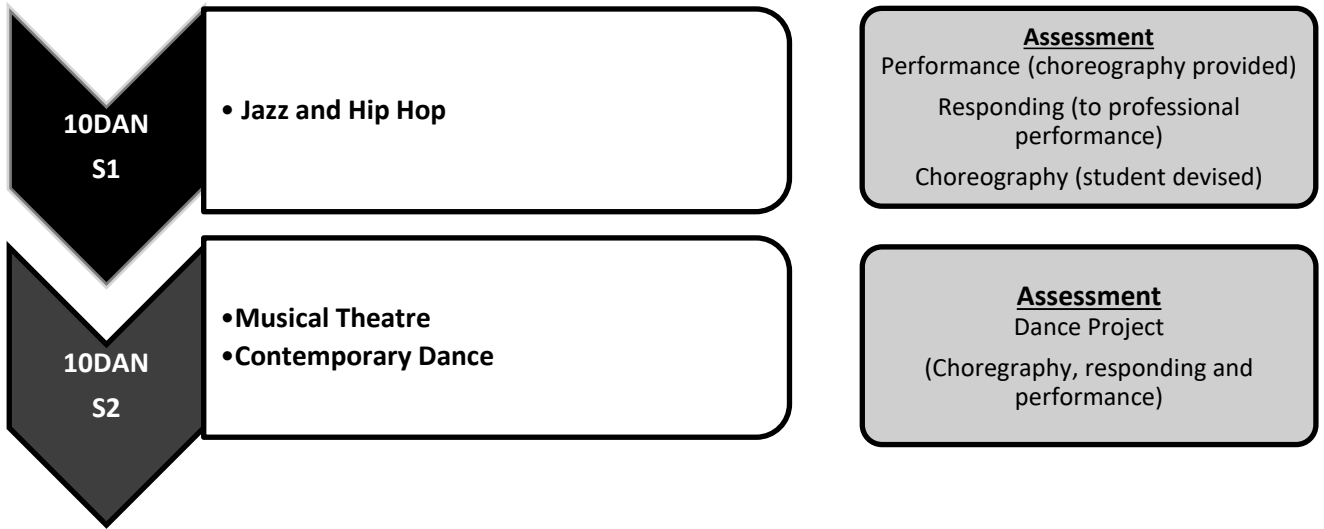 10DAN
S1
• Jazz and Hip Hop
Assessment
Performance (choreography provided)
Responding (to professional
performance)
Choreography (student devised)
10DAN
S2
•Musical Theatre
•Contemporary Dance
Assessment
Dance Project
(Choregraphy, responding and
performance)